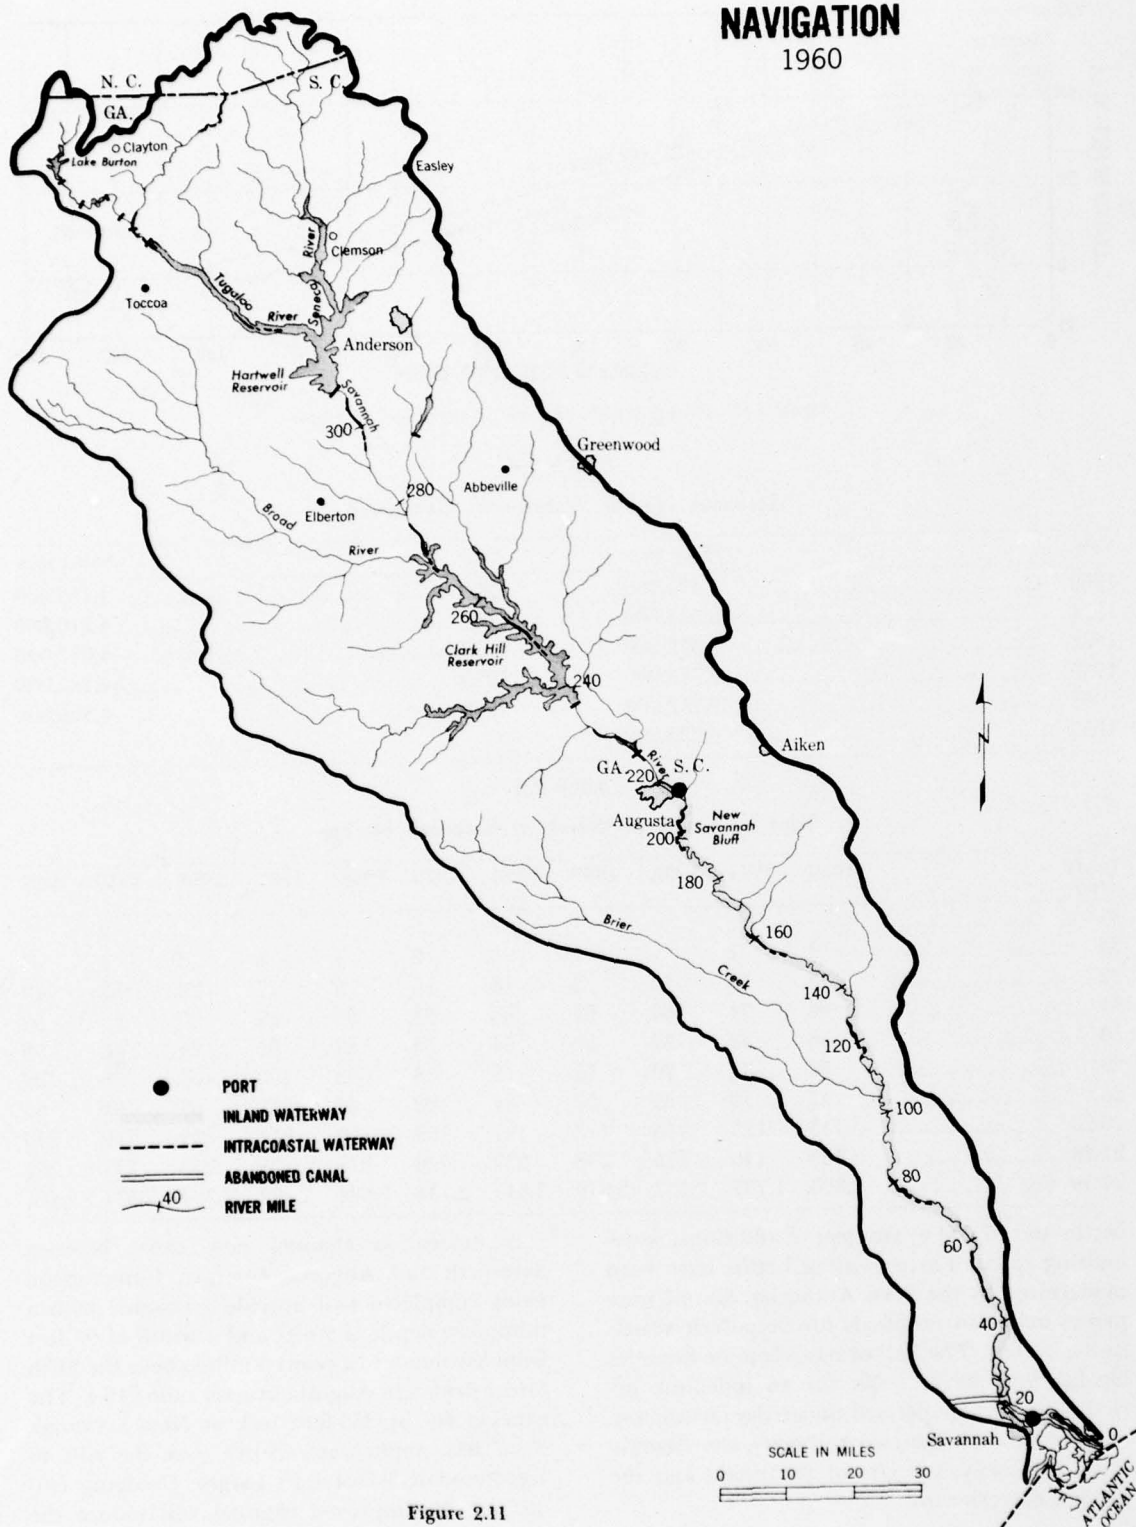 NAVIGATION
1960
N. C.
S. C.
GA.
Clayton
Lake Burton
Easley
Clemson
Seneca River
Toccoa
Tugaloo River
Anderson
Hartwell
Reservoir
Savannah
300
Greenwood
280
Abbeville
Elberton
Broad River
260
Clark Hill
Reservoir
240
River
Aiken
GA.
220
S. C.
Augusta
New
Savannah
Bluff
200
180
Brier Creek
160
140
120
100
80
60
40
20
0
Savannah
ATLANTIC
OCEAN
N
PORT
INLAND WATERWAY
INTRACOASTAL WATERWAY
ABANDONED CANAL
40
RIVER MILE
SCALE IN MILES
0 10 20 30
Figure 2.11